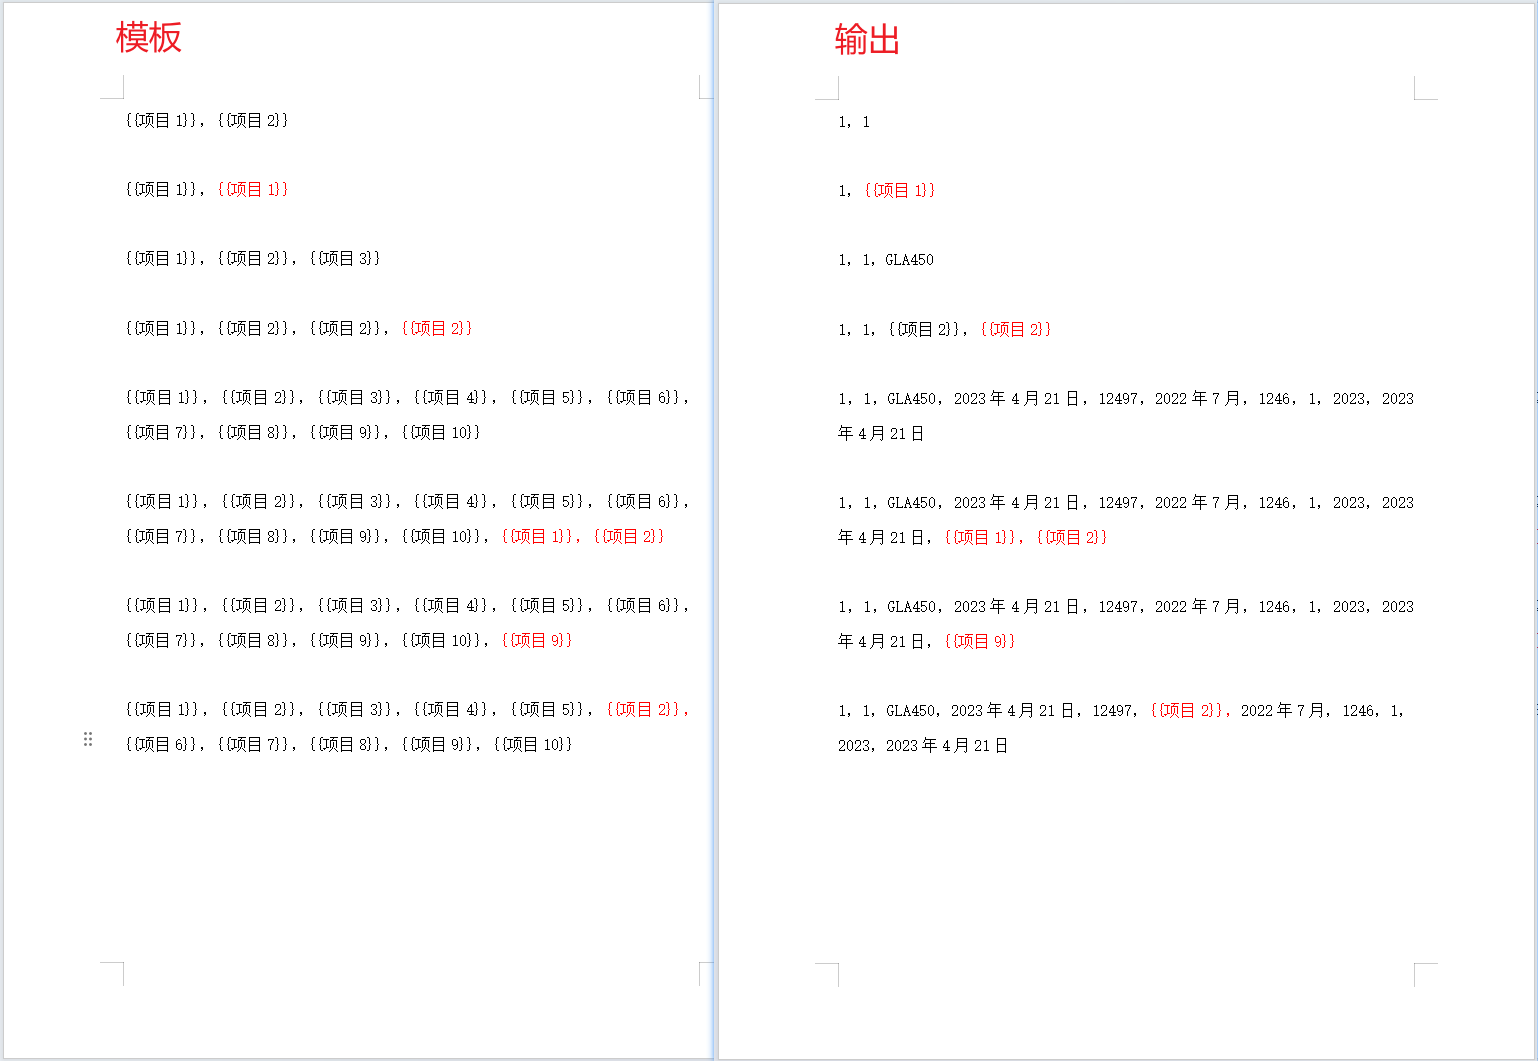 模板
{{项目 1}}，{{项目 2}}
{{项目 1}}，{{项目 1}}
{{项目 1}}，{{项目 2}}，{{项目 3}}
{{项目 1}}，{{项目 2}}，{{项目 2}}，{{项目 2}}
{{项目 1}}，{{项目 2}}，{{项目 3}}，{{项目 4}}，{{项目 5}}，{{项目 6}}，
{{项目 7}}，{{项目 8}}，{{项目 9}}，{{项目 10}}
{{项目 1}}，{{项目 2}}，{{项目 3}}，{{项目 4}}，{{项目 5}}，{{项目 6}}，
{{项目 7}}，{{项目 8}}，{{项目 9}}，{{项目 10}}，{{项目 1}}，{{项目 2}}
{{项目 1}}，{{项目 2}}，{{项目 3}}，{{项目 4}}，{{项目 5}}，{{项目 6}}，
{{项目 7}}，{{项目 8}}，{{项目 9}}，{{项目 10}}，{{项目 9}}
{{项目 1}}，{{项目 2}}，{{项目 3}}，{{项目 4}}，{{项目 5}}，{{项目 2}}，
{{项目 6}}，{{项目 7}}，{{项目 8}}，{{项目 9}}，{{项目 10}}
输出
1，1
1，{{项目 1}}
1，1，GLA450
1，1，{{项目 2}}，{{项目 2}}
1，1，GLA450，2023 年 4 月 21 日，12497，2022 年 7 月，1246，1，2023，2023
年 4 月 21 日
1，1，GLA450，2023 年 4 月 21 日，12497，2022 年 7 月，1246，1，2023，2023
年 4 月 21 日，{{项目 1}}，{{项目 2}}
1，1，GLA450，2023 年 4 月 21 日，12497，2022 年 7 月，1246，1，2023，2023
年 4 月 21 日，{{项目 9}}
1，1，GLA450，2023 年 4 月 21 日，12497，{{项目 2}}，2022 年 7 月，1246，1，
2023，2023 年 4 月 21 日